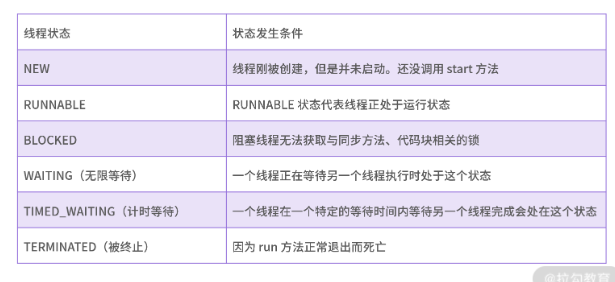 线程状态 状态发生条件
NEW 线程刚被创建，但是并未启动。还没调用 start 方法
RUNNABLE RUNNABLE 状态代表线程正处于运行状态
BLOCKED 阻塞线程无法获取与同步方法、代码块相关的锁
WAITING（无限等待） 一个线程正在等待另一个线程执行时处于这个状态
TIMED_WAITING（计时等待） 一个线程在一个特定的等待时间内等待另一个线程完成会处在这个状态
TERMINATED（被终止） 因为 run 方法正常退出而死亡
@拉勾教育